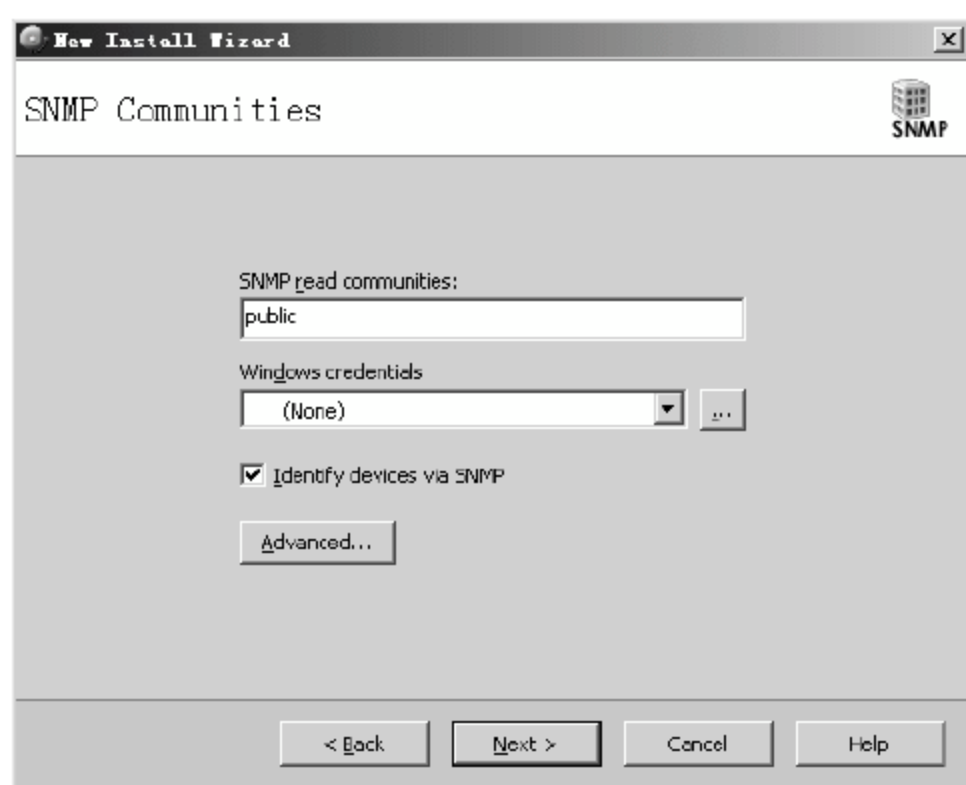 New Install Wizard
SNMP Communities
SNMP
SNMP read communities:
public
Windows credentials
(None)
...
Identify devices via SNMP
Advanced...
< Back
Next >
Cancel
Help